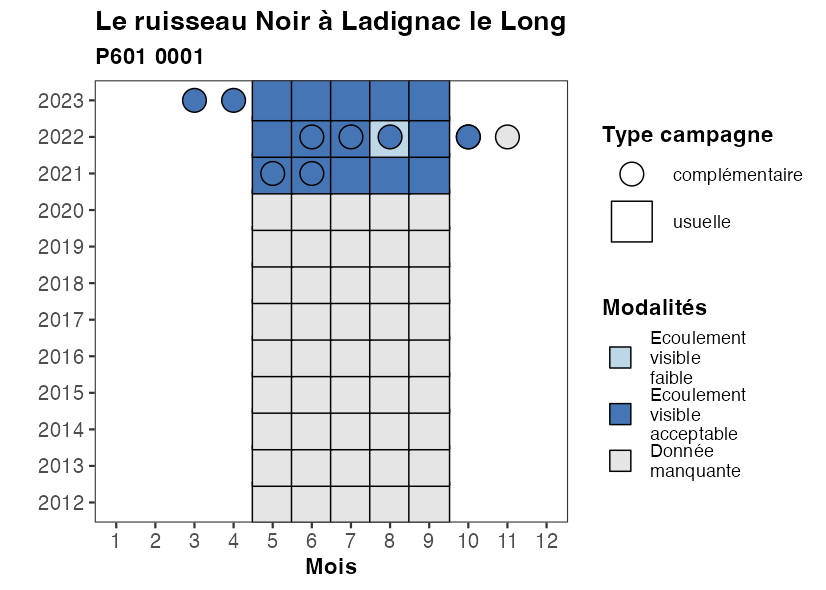 Le ruisseau Noir à Ladignac le Long
P601 0001
2023
2022
2021
2020
2019
2018
2017
2016
2015
2014
2013
2012
1 2 3 4 5 6 7 8 9 10 11 12
Mois
Type campagne
complémentaire
usuelle
Modalités
Ecoulement
visible
faible
Ecoulement
visible
acceptable
Donnée
manquante